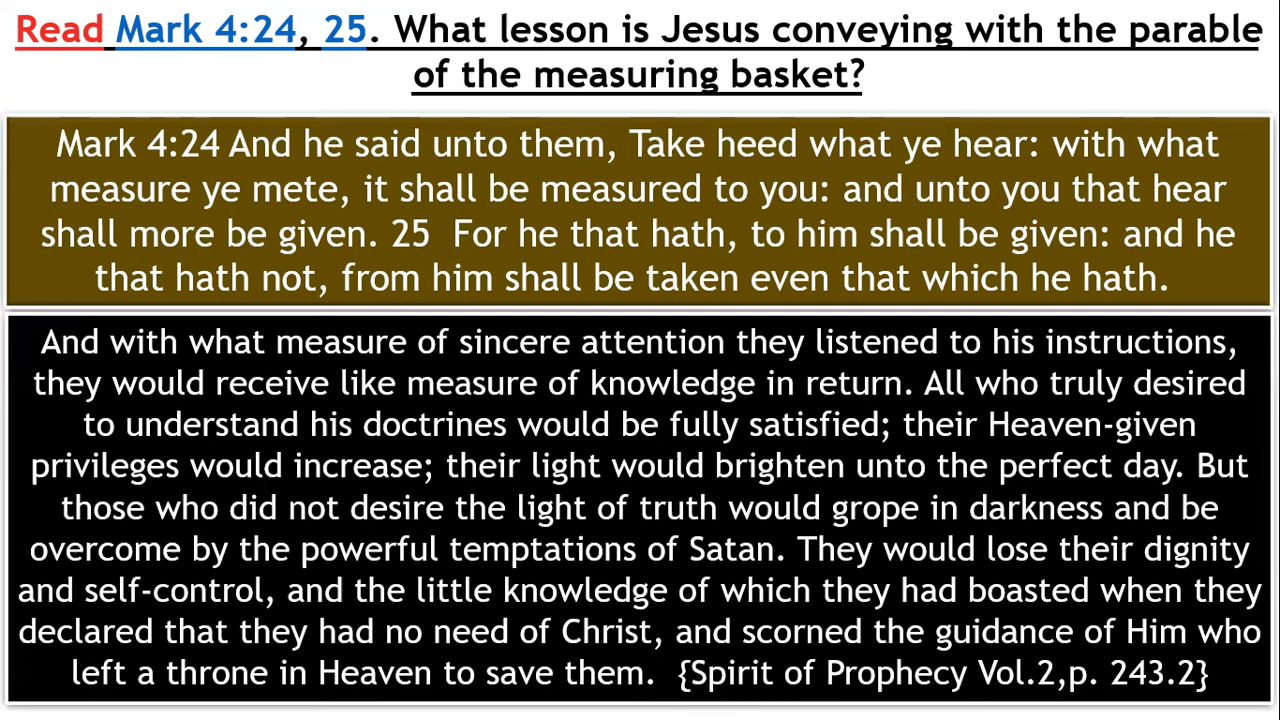 Read Mark 4:24, 25. What lesson is Jesus conveying with the parable
of the measuring basket?
Mark 4:24 And he said unto them, Take heed what ye hear: with what
measure ye mete, it shall be measured to you: and unto you that hear
shall more be given. 25 For he that hath, to him shall be given: and he
that hath not, from him shall be taken even that which he hath.
And with what measure of sincere attention they listened to his instructions,
they would receive like measure of knowledge in return. All who truly desired
to understand his doctrines would be fully satisfied; their Heaven-given
privileges would increase; their light would brighten unto the perfect day. But
those who did not desire the light of truth would grope in darkness and be
overcome by the powerful temptations of Satan. They would lose their dignity
and self-control, and the little knowledge of which they had boasted when they
declared that they had no need of Christ, and scorned the guidance of Him who
left a throne in Heaven to save them. {Spirit of Prophecy Vol.2,p. 243.2}